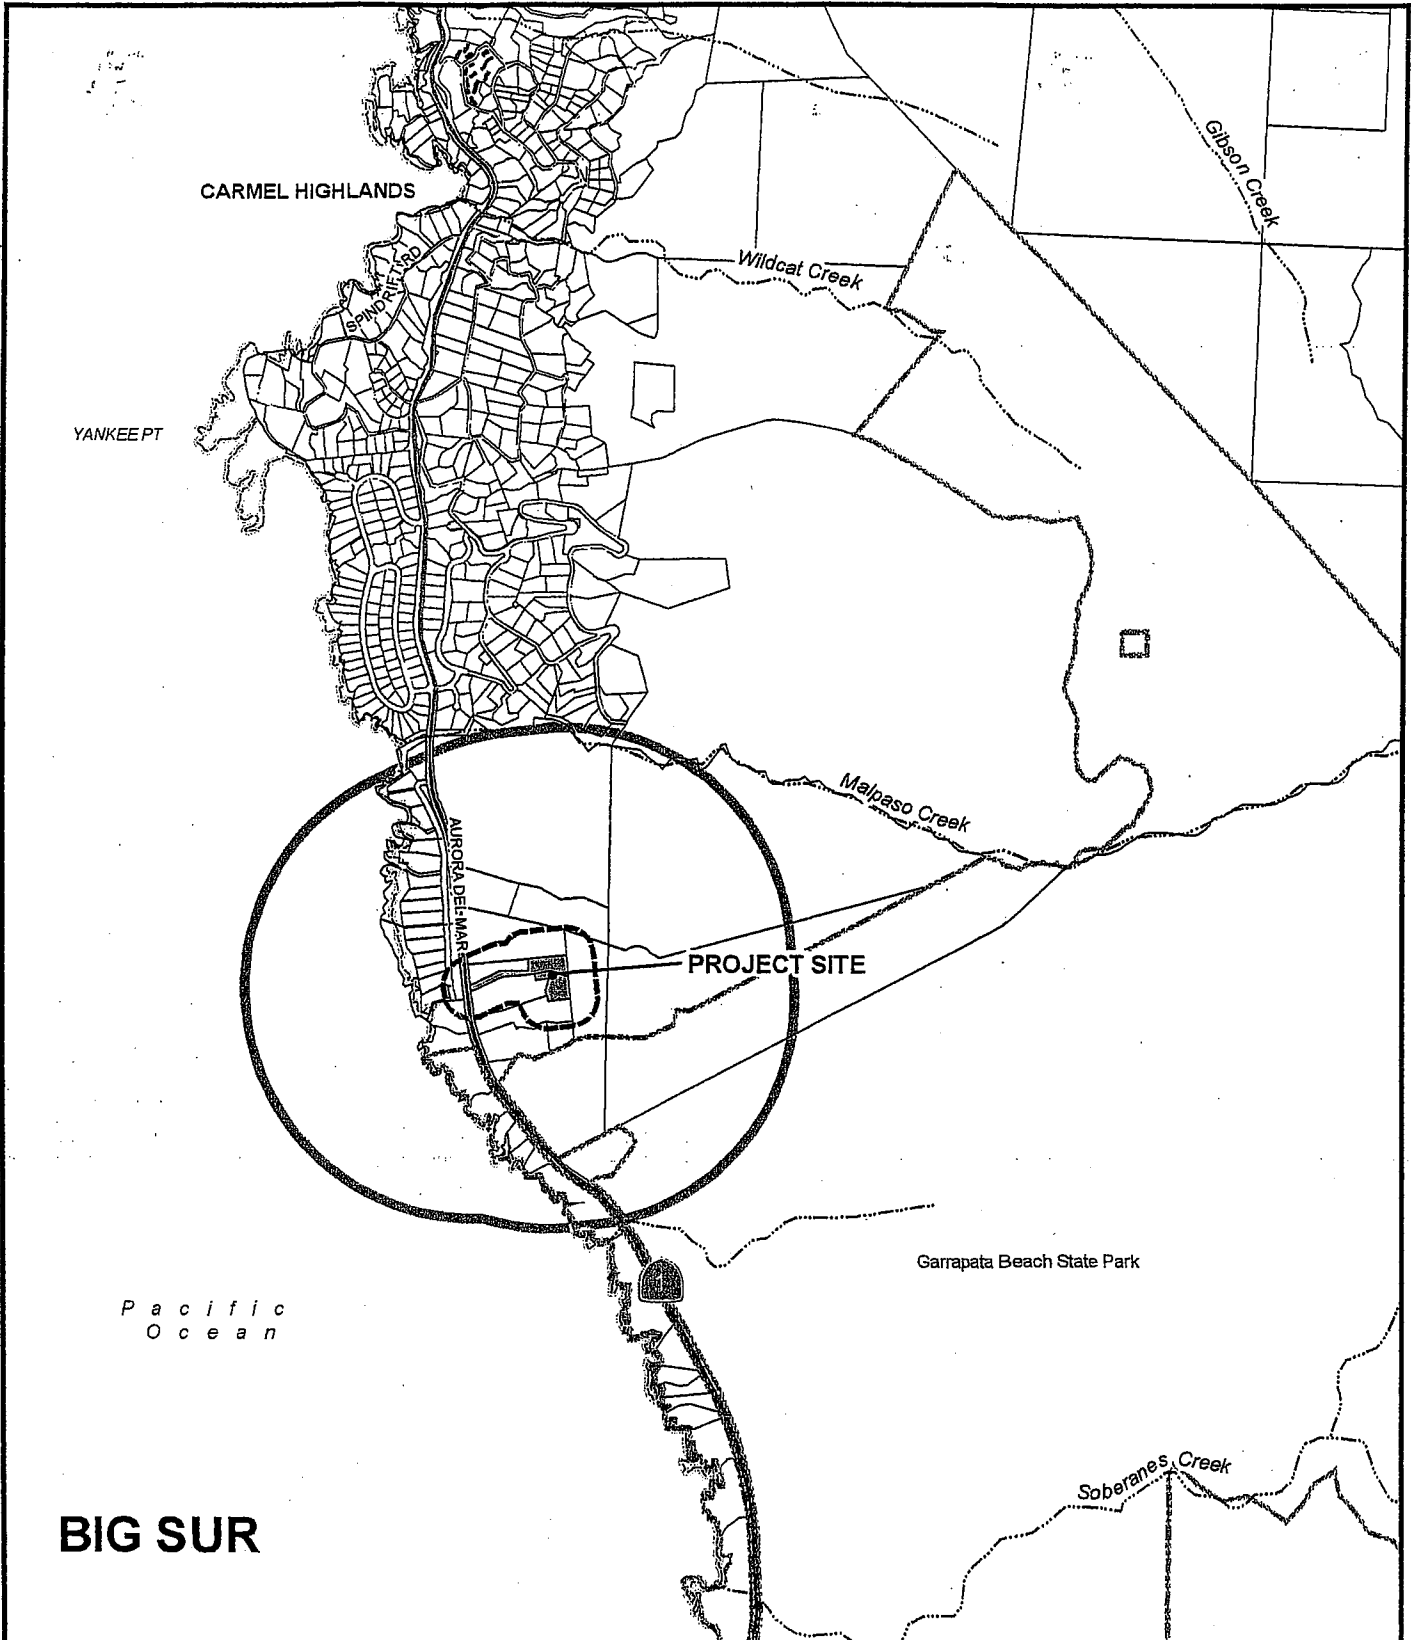 Gibson Creek
CARMEL HIGHLANDS
SPINDRIFT RD
Wildcat Creek
YANKEE PT
Malpaso Creek
AURORA DEL MAR
PROJECT SITE
Garrapata Beach State Park
Pacific
Ocean
Soberanes Creek
BIG SUR